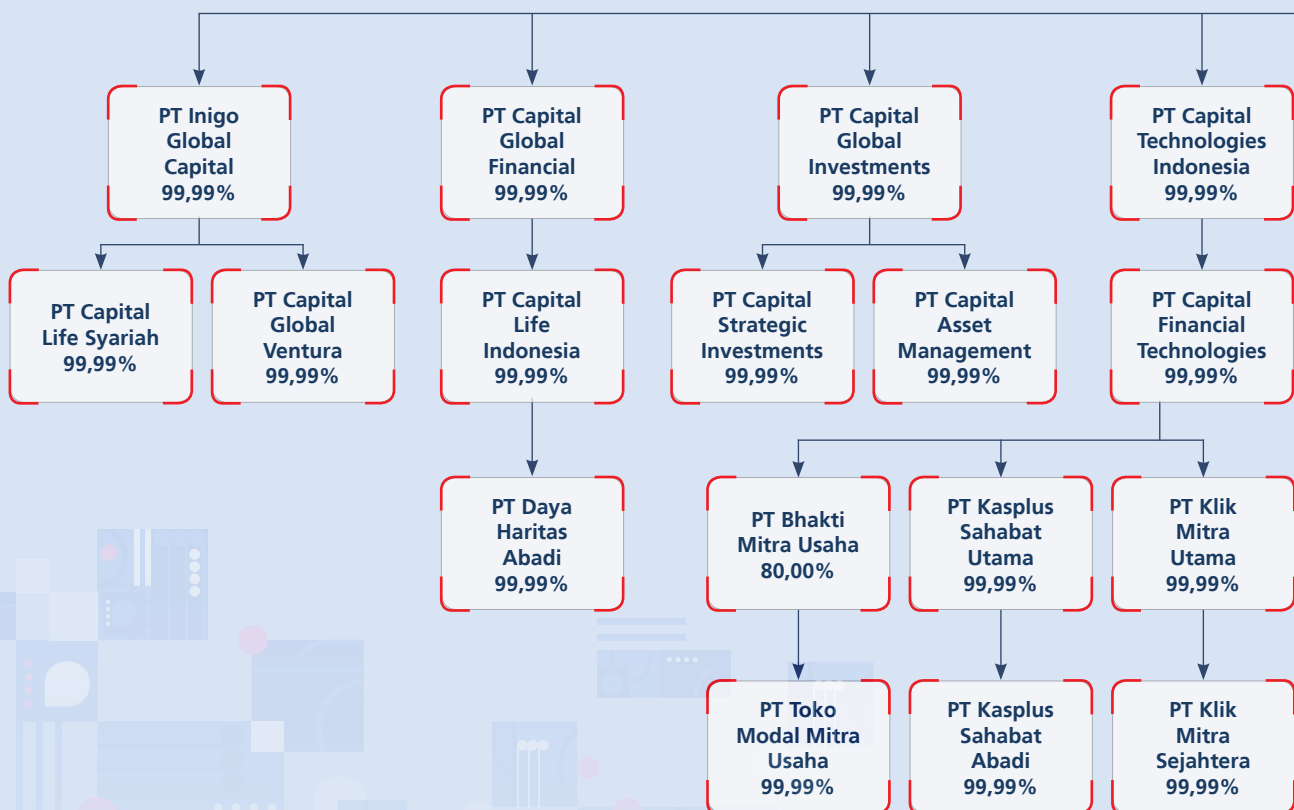 PT Inigo
Global
Capital
99,99%
PT Capital
Global
Financial
99,99%
PT Capital
Global
Investments
99,99%
PT Capital
Technologies
Indonesia
99,99%
PT Capital
Life Syariah
99,99%
PT Capital
Global
Ventura
99,99%
PT Capital
Life
Indonesia
99,99%
PT Capital
Strategic
Investments
99,99%
PT Capital
Asset
Management
99,99%
PT Capital
Financial
Technologies
99,99%
PT Daya
Haritas
Abadi
99,99%
PT Bhakti
Mitra Usaha
80,00%
PT Kasplus
Sahabat
Utama
99,99%
PT Klik
Mitra
Utama
99,99%
PT Toko
Modal Mitra
Usaha
99,99%
PT Kasplus
Sahabat
Abadi
99,99%
PT Klik
Mitra
Sejahtera
99,99%